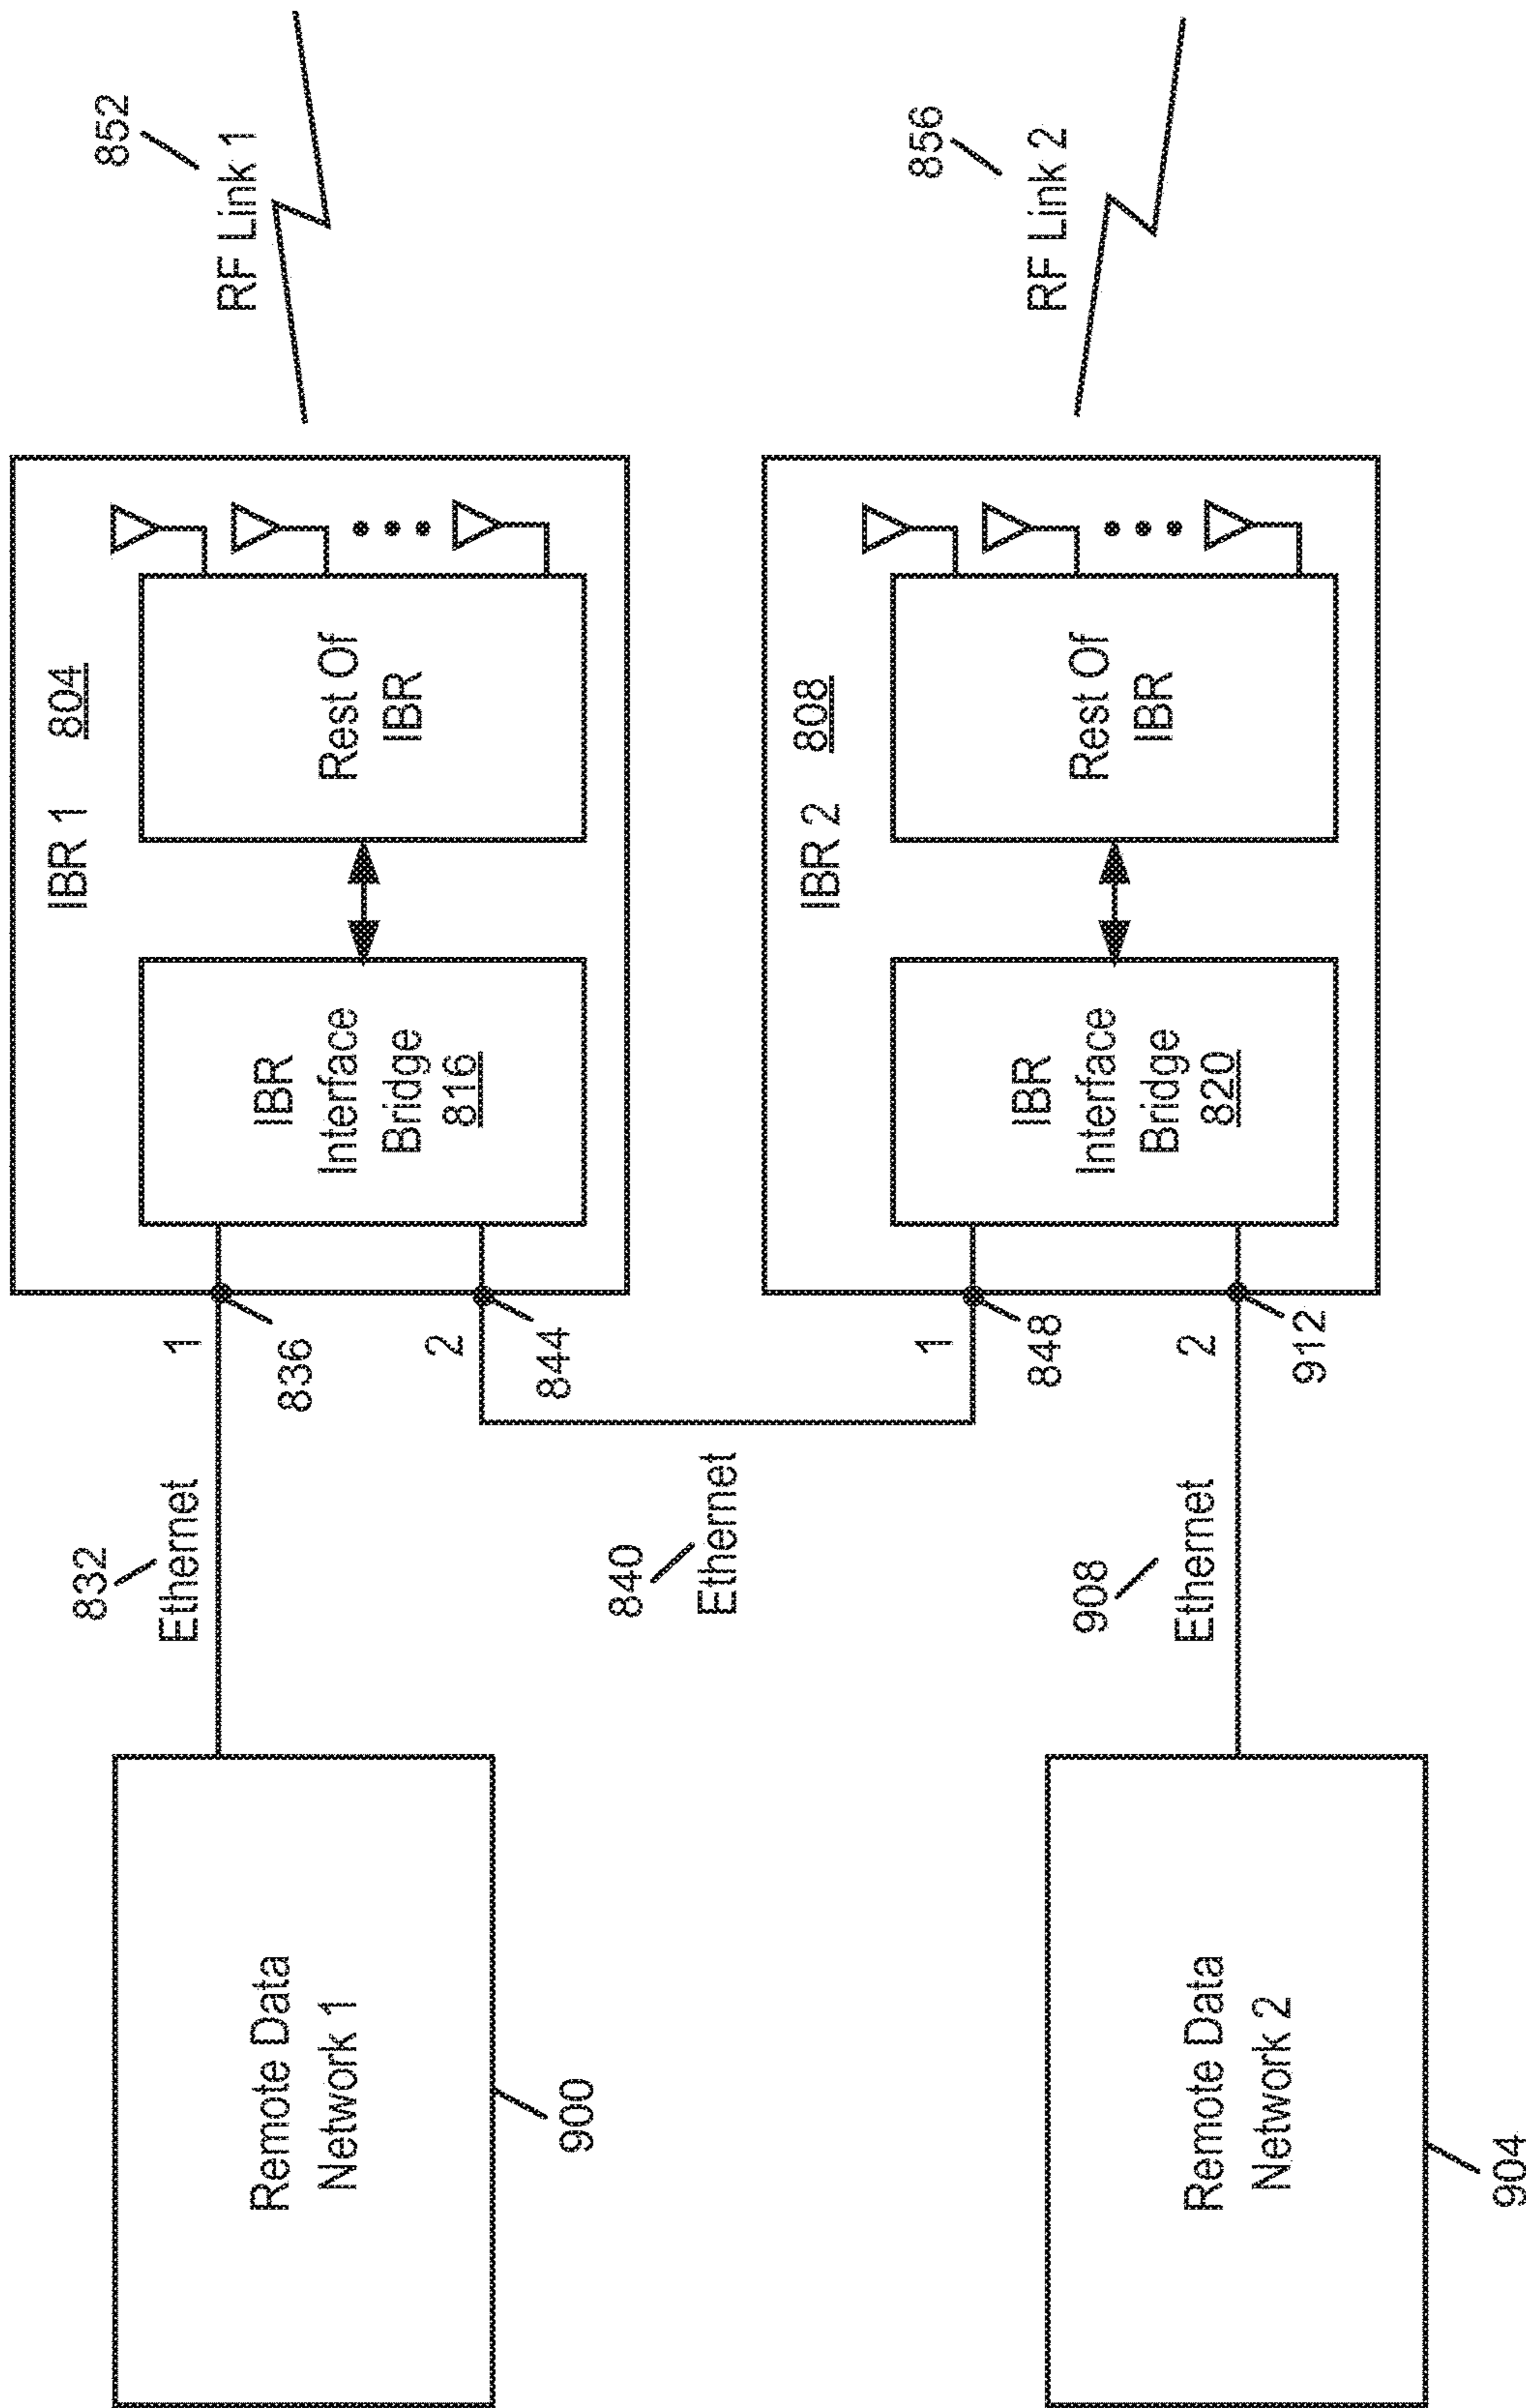 852
RF Link 1
IBR 1 804
Rest Of
IBR
IBR
Interface
Bridge
816
1
836
2
844
832
Ethernet
840
Ethernet
Remote Data
Network 1
900
856
RF Link 2
IBR 2 808
Rest Of
IBR
IBR
Interface
Bridge
820
1
848
2
912
908
Ethernet
Remote Data
Network 2
904